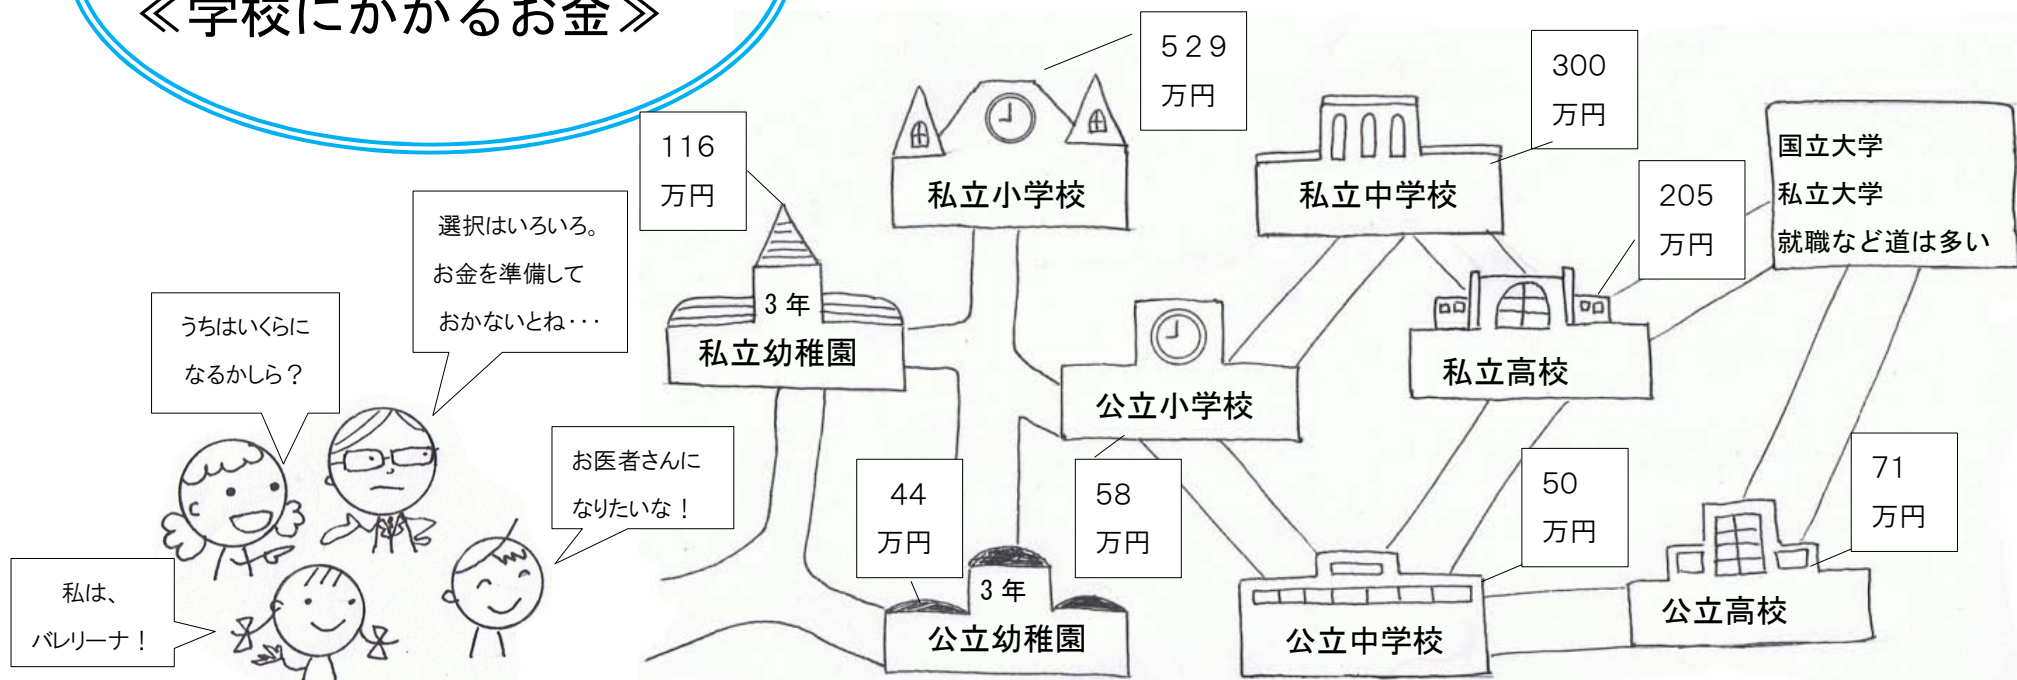 ≪学校にかかるお金≫
529
万円
300
万円
116
万円
私立小学校
私立中学校
国立大学
私立大学
就職など道は多い
205
万円
選択はいろいろ。
お金を準備して
おかないとね・・・
うちはいくらに
なるかしら？
3年
私立幼稚園
私立高校
公立小学校
お医者さんに
なりたいな！
44
万円
58
万円
50
万円
71
万円
私は、
バレリーナ！
3年
公立幼稚園
公立中学校
公立高校